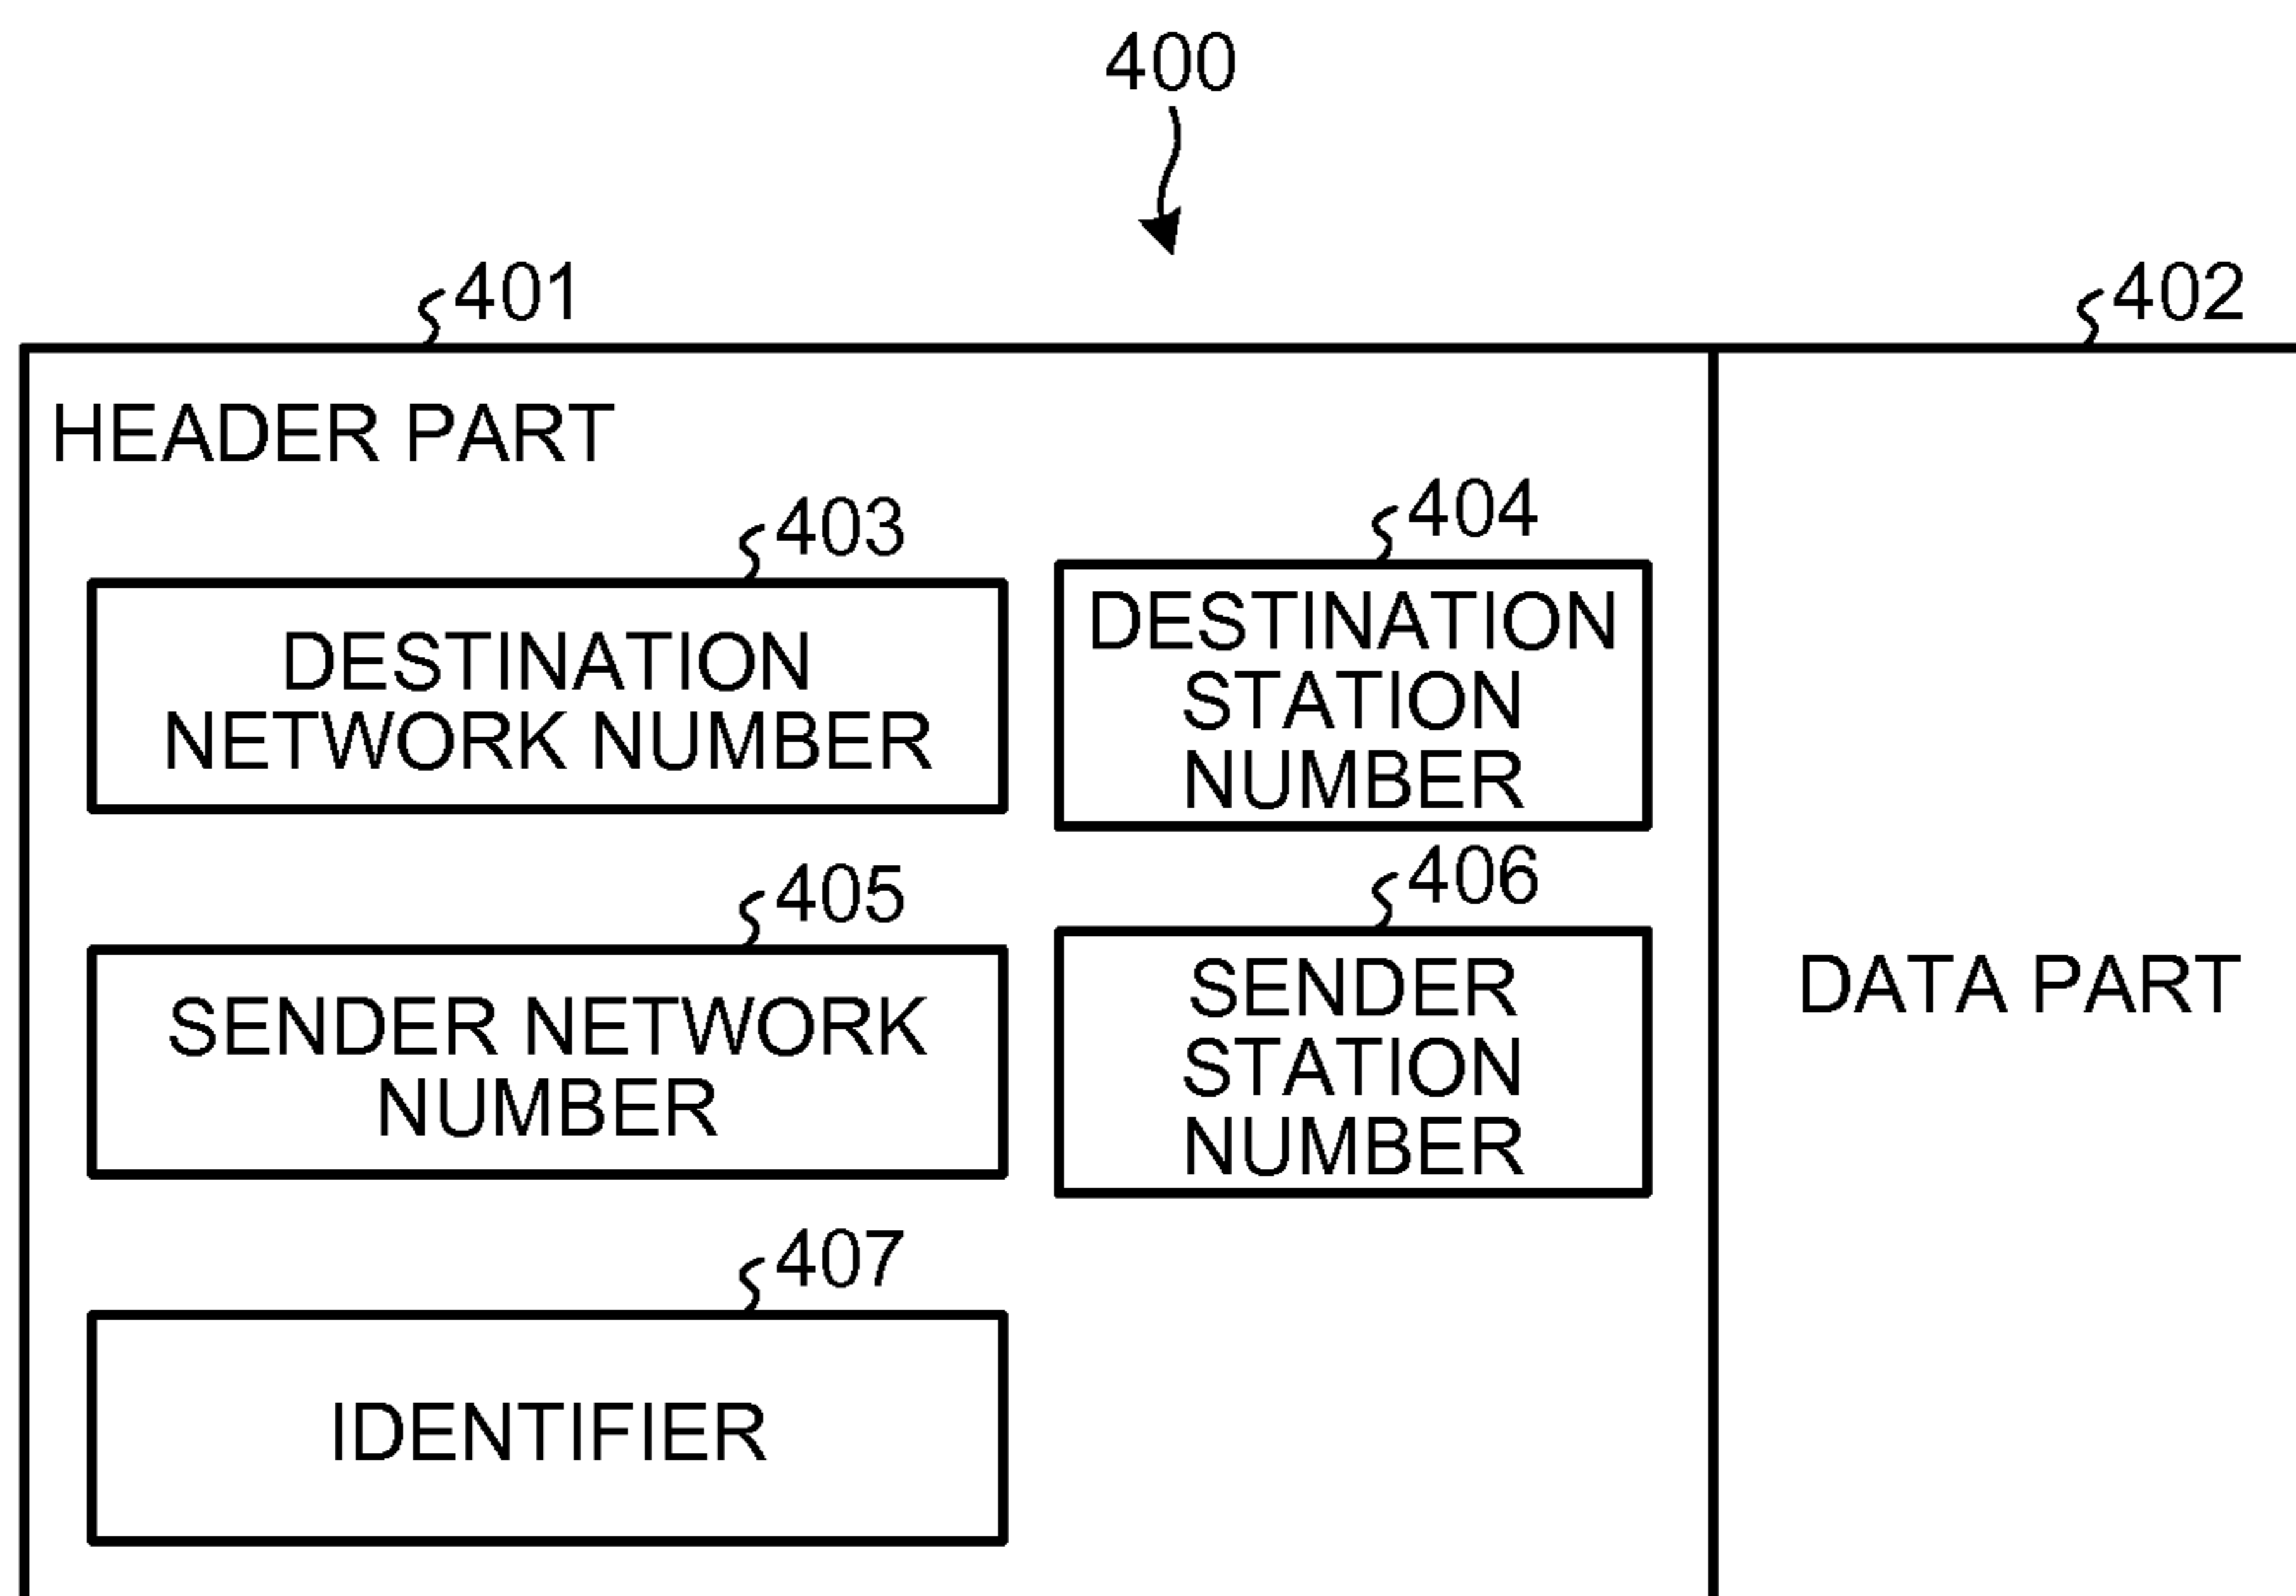 400
401
402
HEADER PART
403
404
DESTINATION
NETWORK NUMBER
DESTINATION
STATION
NUMBER
405
406
SENDER NETWORK
NUMBER
SENDER
STATION
NUMBER
DATA PART
407
IDENTIFIER